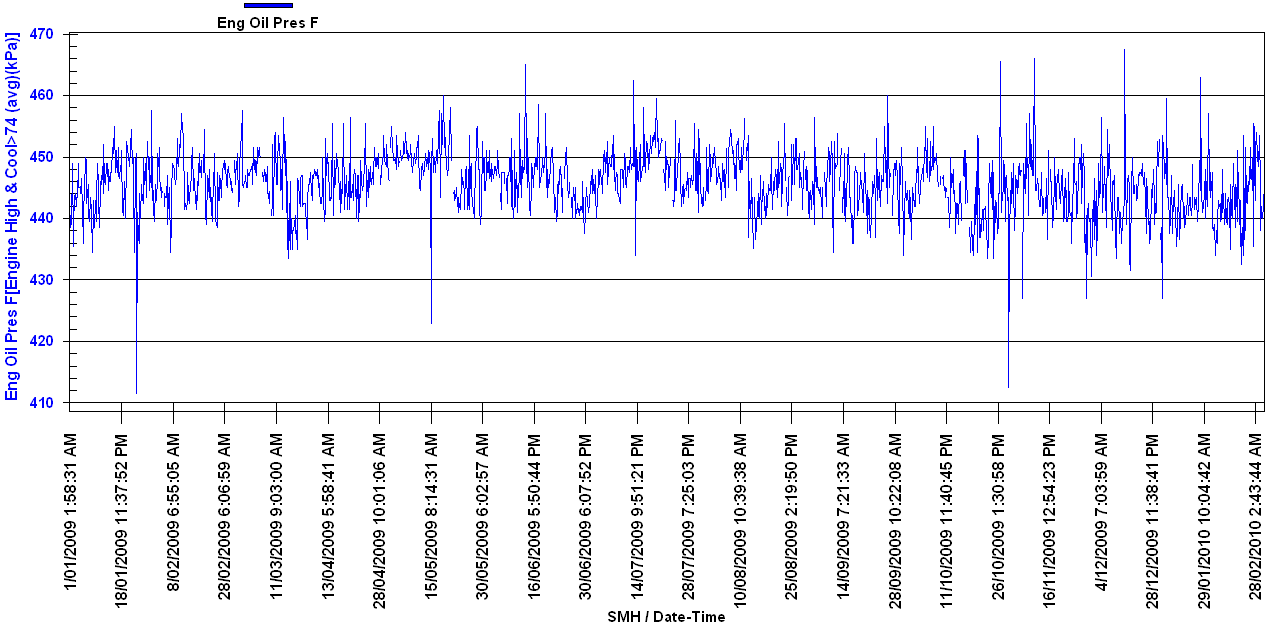 Eng Oil Pres F
Eng Oil Pres F[Engine High & Cool>74 (avg)(kPa)]
470
460
450
440
430
420
410
1/01/2009 1:58:31 AM
18/01/2009 11:37:52 PM
8/02/2009 6:55:05 AM
28/02/2009 6:06:59 AM
11/03/2009 9:03:00 AM
13/04/2009 5:58:41 AM
28/04/2009 10:01:06 AM
15/05/2009 8:14:31 AM
30/05/2009 6:02:57 AM
16/06/2009 5:50:44 PM
30/06/2009 6:07:52 PM
14/07/2009 9:51:21 PM
28/07/2009 7:25:03 PM
10/08/2009 10:39:38 AM
25/08/2009 2:19:50 PM
14/09/2009 7:21:33 AM
28/09/2009 10:22:08 AM
11/10/2009 11:40:45 PM
26/10/2009 1:30:58 PM
16/11/2009 12:54:23 PM
4/12/2009 7:03:59 AM
28/12/2009 11:38:41 PM
29/01/2010 10:04:42 AM
28/02/2010 2:43:44 AM
SMH / Date-Time